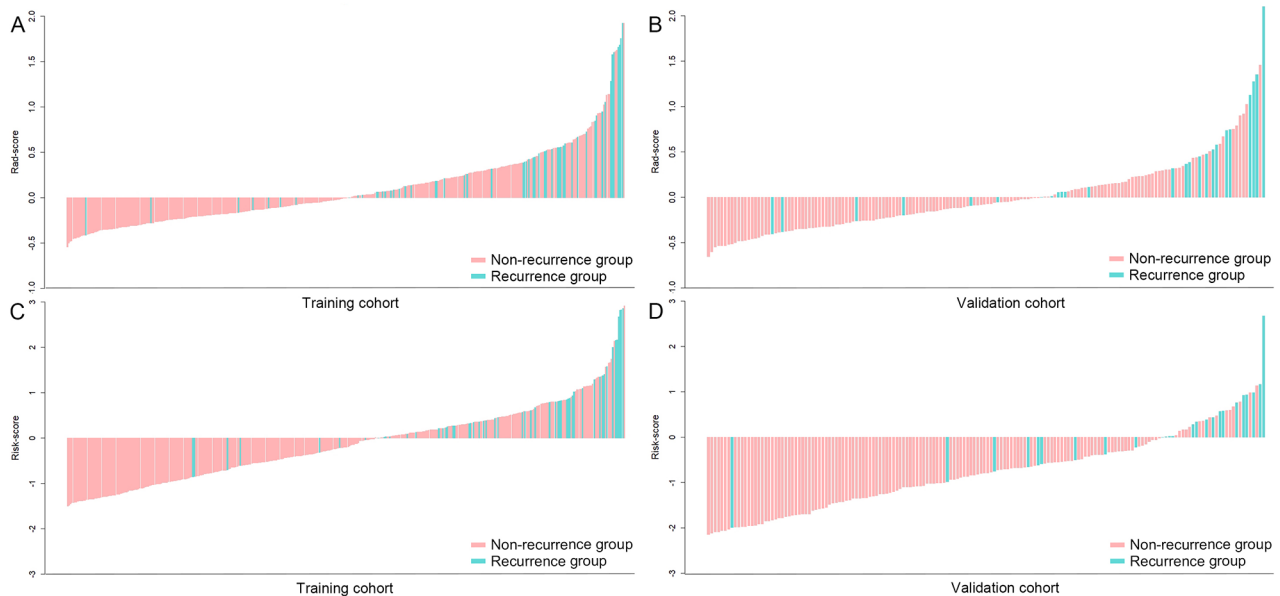 A
2.0
1.5
1.0
0.5
0.0
-0.5
1.0
Rad-score
Non-recurrence group
Recurrence group
Training cohort
B
2.0
1.5
1.0
0.5
0.0
-0.5
1.0
Rad-score
Non-recurrence group
Recurrence group
Validation cohort
C
3
2
1
0
-1
-2
-3
Risk-score
Non-recurrence group
Recurrence group
Training cohort
D
3
2
1
0
-1
-2
-3
Risk-score
Non-recurrence group
Recurrence group
Validation cohort